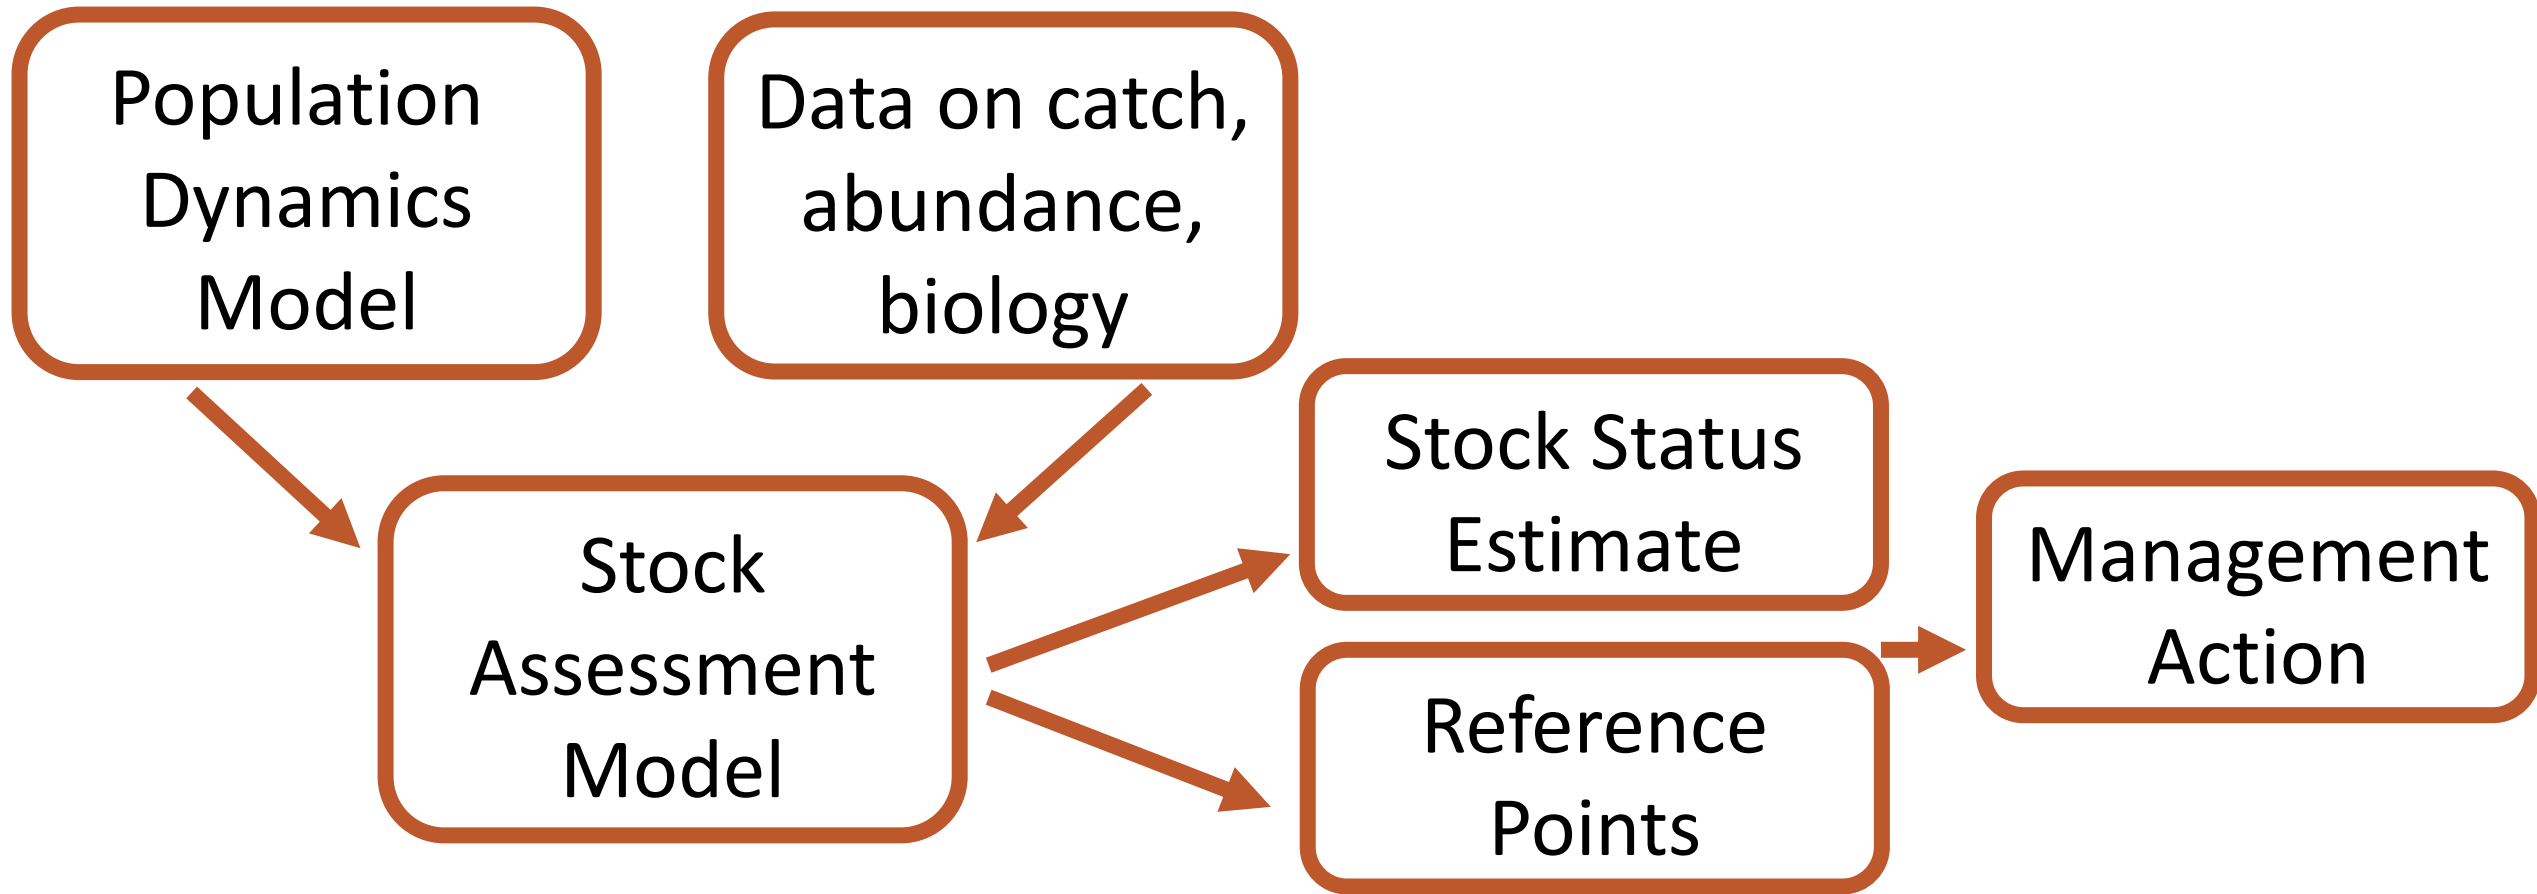 Population
Dynamics
Model
Data on catch,
abundance,
biology
Stock
Assessment
Model
Stock Status
Estimate
Reference
Points
Management
Action